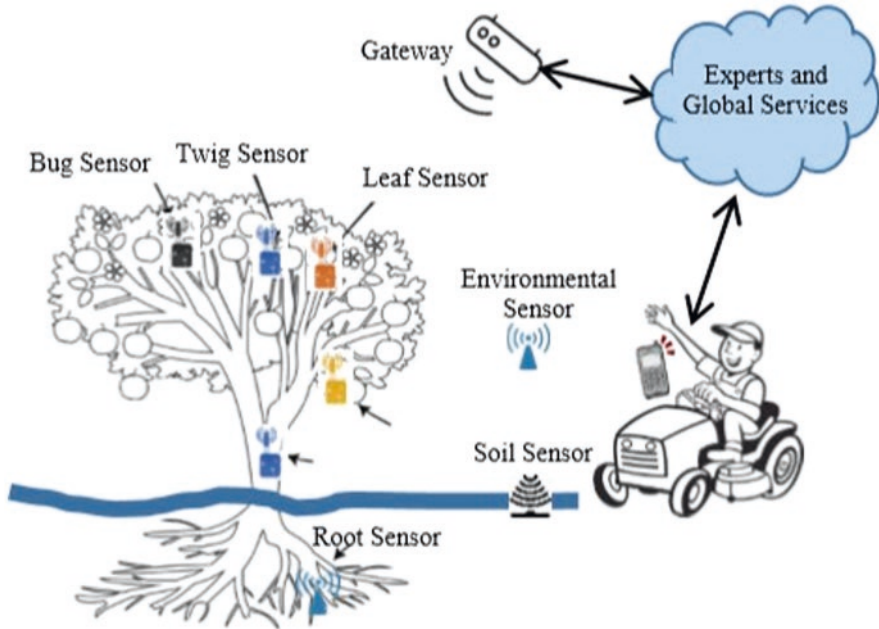 Gateway
Experts and
Global Services
Bug Sensor
Twig Sensor
Leaf Sensor
Environmental
Sensor
Soil Sensor
Root Sensor